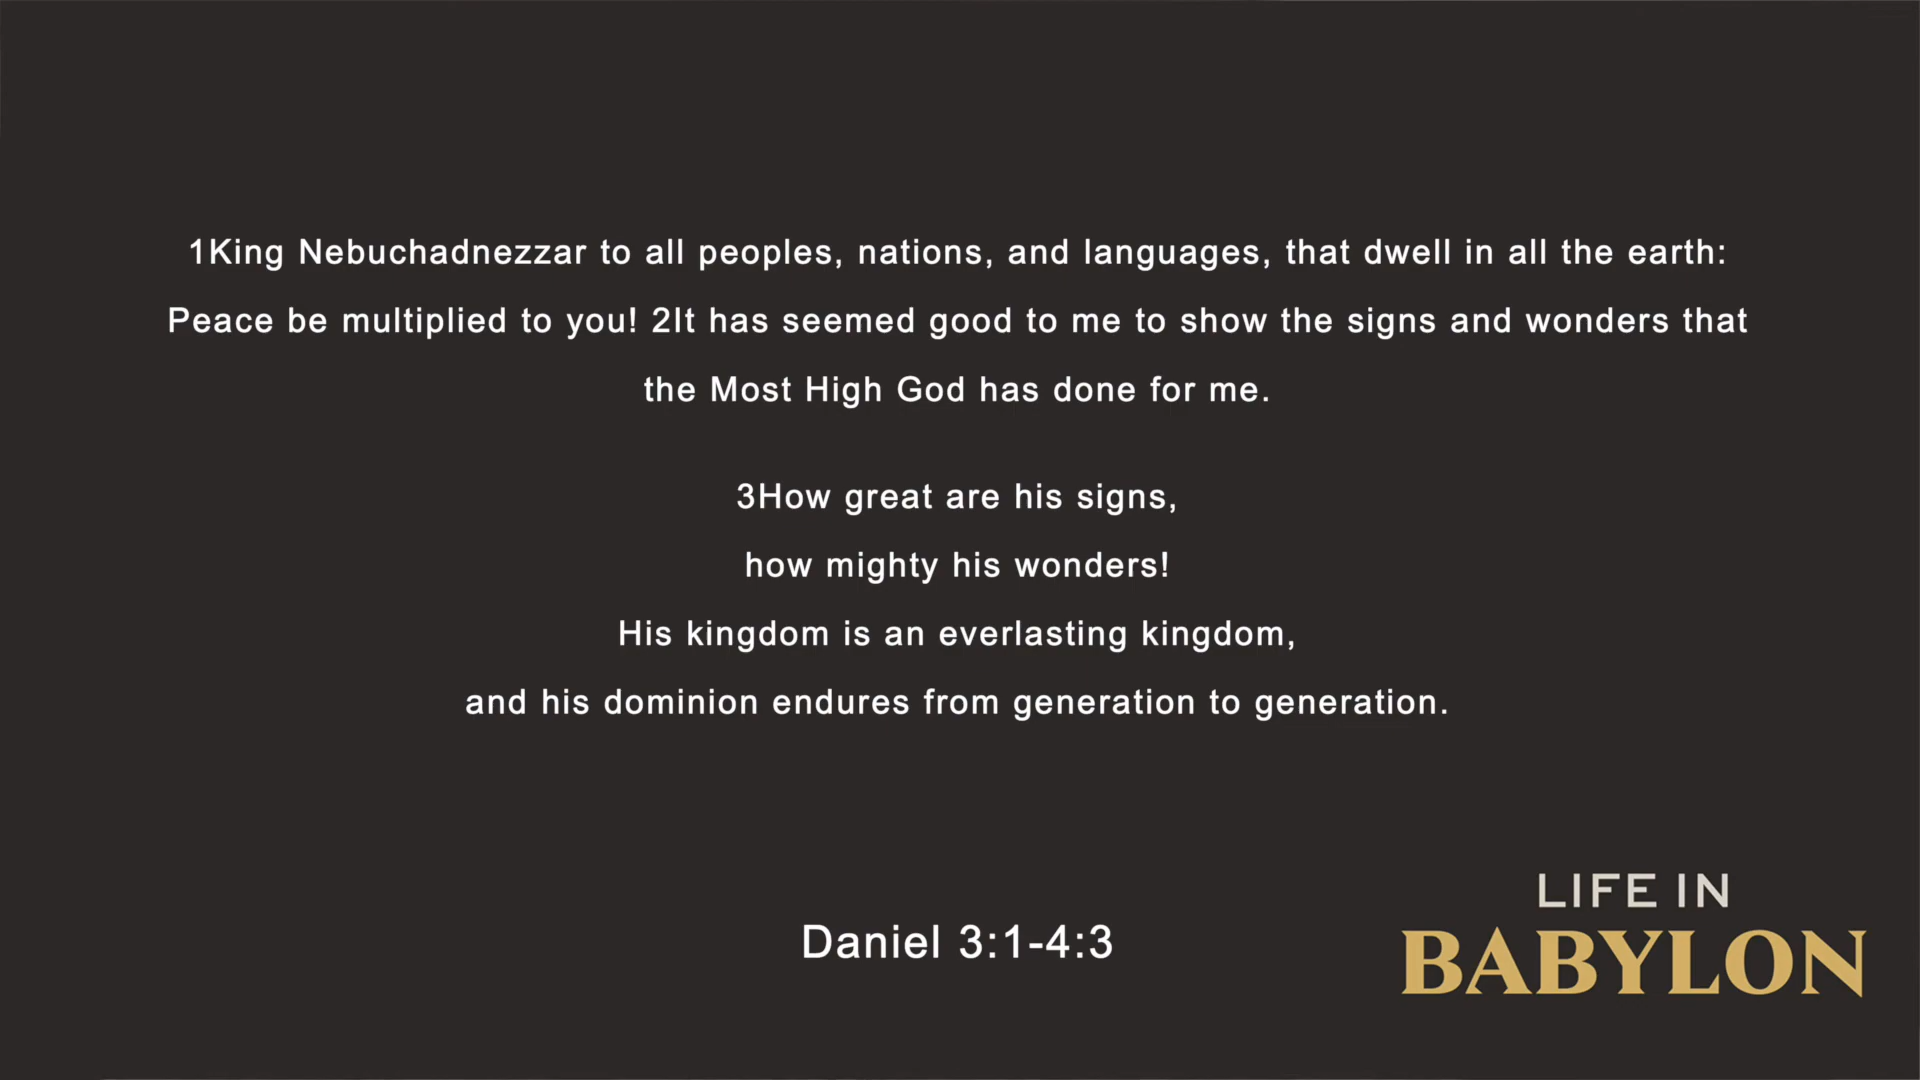 1King Nebuchadnezzar to all peoples, nations, and languages, that dwell in all the earth:
Peace be multiplied to you! 2It has seemed good to me to show the signs and wonders that
the Most High God has done for me.
3How great are his signs,
how mighty his wonders!
His kingdom is an everlasting kingdom,
and his dominion endures from generation to generation.
Daniel 3:1-4:3
LIFE IN
BABYLON